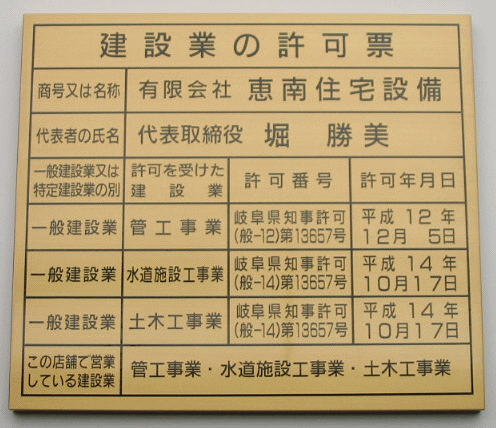 建設業の許可票
商号又は名称 有限会社 恵南住宅設備
代表者の氏名 代表取締役 堀 勝美
一般建設業又は
特定建設業の別
許可を受けた
建設業
許可番号
許可年月日
一般建設業
管工事業
岐阜県知事許可
(般-12)第13657号
平成12年
12月 5日
一般建設業
水道施設工事業
岐阜県知事許可
(般-14)第13657号
平成14年
10月17日
一般建設業
土木工事業
岐阜県知事許可
(般-14)第13657号
平成14年
10月17日
この店舗で営業
している建設業
管工事業・水道施設工事業・土木工事業